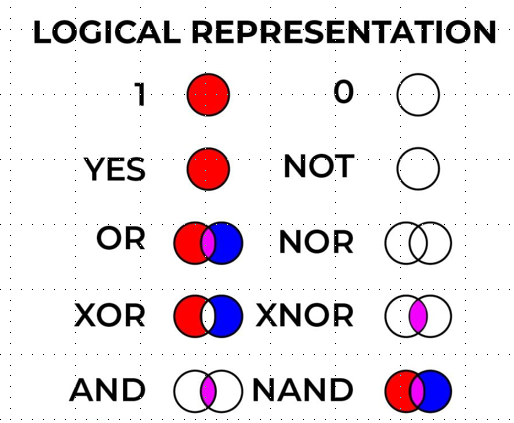 LOGICAL REPRESENTATION
1 0
YES NOT
OR NOR
XOR XNOR
AND NAND